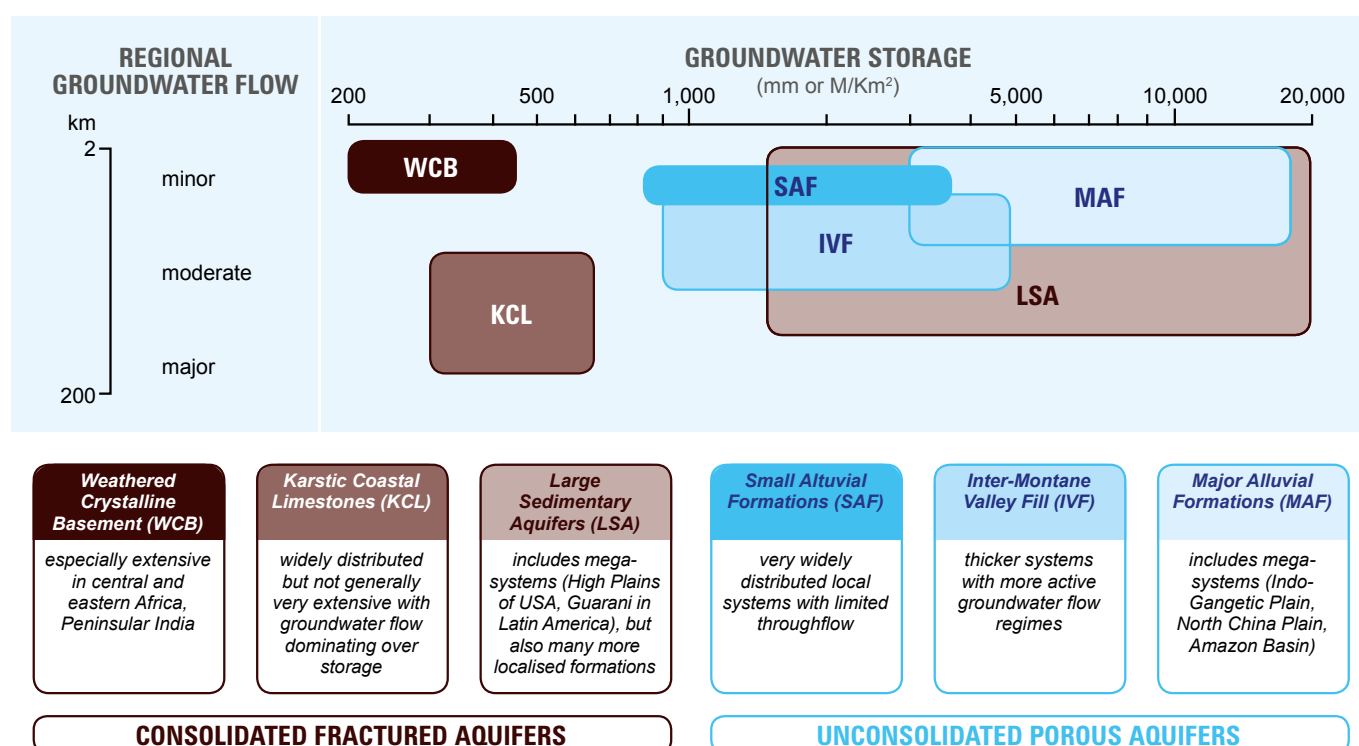 REGIONAL
GROUNDWATER FLOW
GROUNDWATER STORAGE
(mm or M/Km²)
200
500
1,000
5,000
10,000
20,000
km
2
minor
moderate
major
200
WCB
SAF
MAF
IVF
LSA
KCL
Weathered
Crystalline
Basement (WCB)
especially extensive
in central and
eastern Africa,
Peninsular India
Karstic Coastal
Limestones (KCL)
widely distributed
but not generally
very extensive with
groundwater flow
dominating over
storage
Large
Sedimentary
Aquifers (LSA)
includes mega-
systems (High Plains
of USA, Guarani in
Latin America), but
also many more
localised formations
Small Altuvial
Formations (SAF)
very widely
distributed local
systems with limited
throughflow
Inter-Montane
Valley Fill (IVF)
thicker systems
with more active
groundwater flow
regimes
Major Alluvial
Formations (MAF)
includes mega-
systems (Indo-
Gangetic Plain,
North China Plain,
Amazon Basin)
CONSOLIDATED FRACTURED AQUIFERS
UNCONSOLIDATED POROUS AQUIFERS